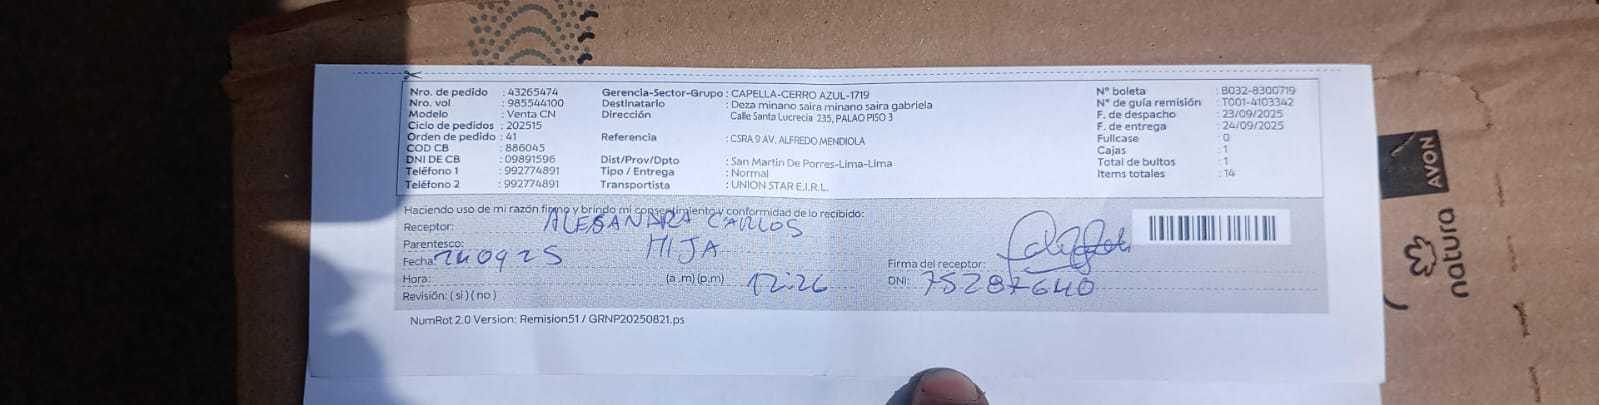 Nro. de pedido : 43265474 Gerencia-Sector-Grupo : CAPELLA-CERRO AZUL-1719 N° boleta : B032-8300719
Nro. vol : 985544100 Destinatario : Deza minano saira minano saira gabriela N° de guía remisión : T001-4103342
Modelo : Venta CN Dirección : Calle Santa Lucrecia 235, PALAO PISO 3 F. de despacho : 23/09/2025
Ciclo de pedidos : 202515 F. de entrega : 24/09/2025
Orden de pedido : 41 Referencia : CSRA 9 AV. ALFREDO MENDIOLA Fullcase : 0
COD CB : 886045 Cajas : 1
DNI DE CB : 09891596 Dist/Prov/Dpto : San Martin De Porres-Lima-Lima Total de bultos : 1
Teléfono 1 : 992774891 Tipo / Entrega : Normal Items totales : 14
Teléfono 2 : 992774891 Transportista : UNION STAR E.I.R.L.
Haciendo uso de mi razón firmo y brindo mi consentimiento y conformidad de lo recibido:
Receptor: ALESANDRA CARLOS
Parentesco: HIJA
Fecha: 240925 Firma del receptor:
Hora: (a .m) (p.m) 12:26 DNI: 75287640
Revisión: ( si ) ( no )
NumRot 2.0 Version: Remision51 / GRNP20250821.ps
AVON
natura